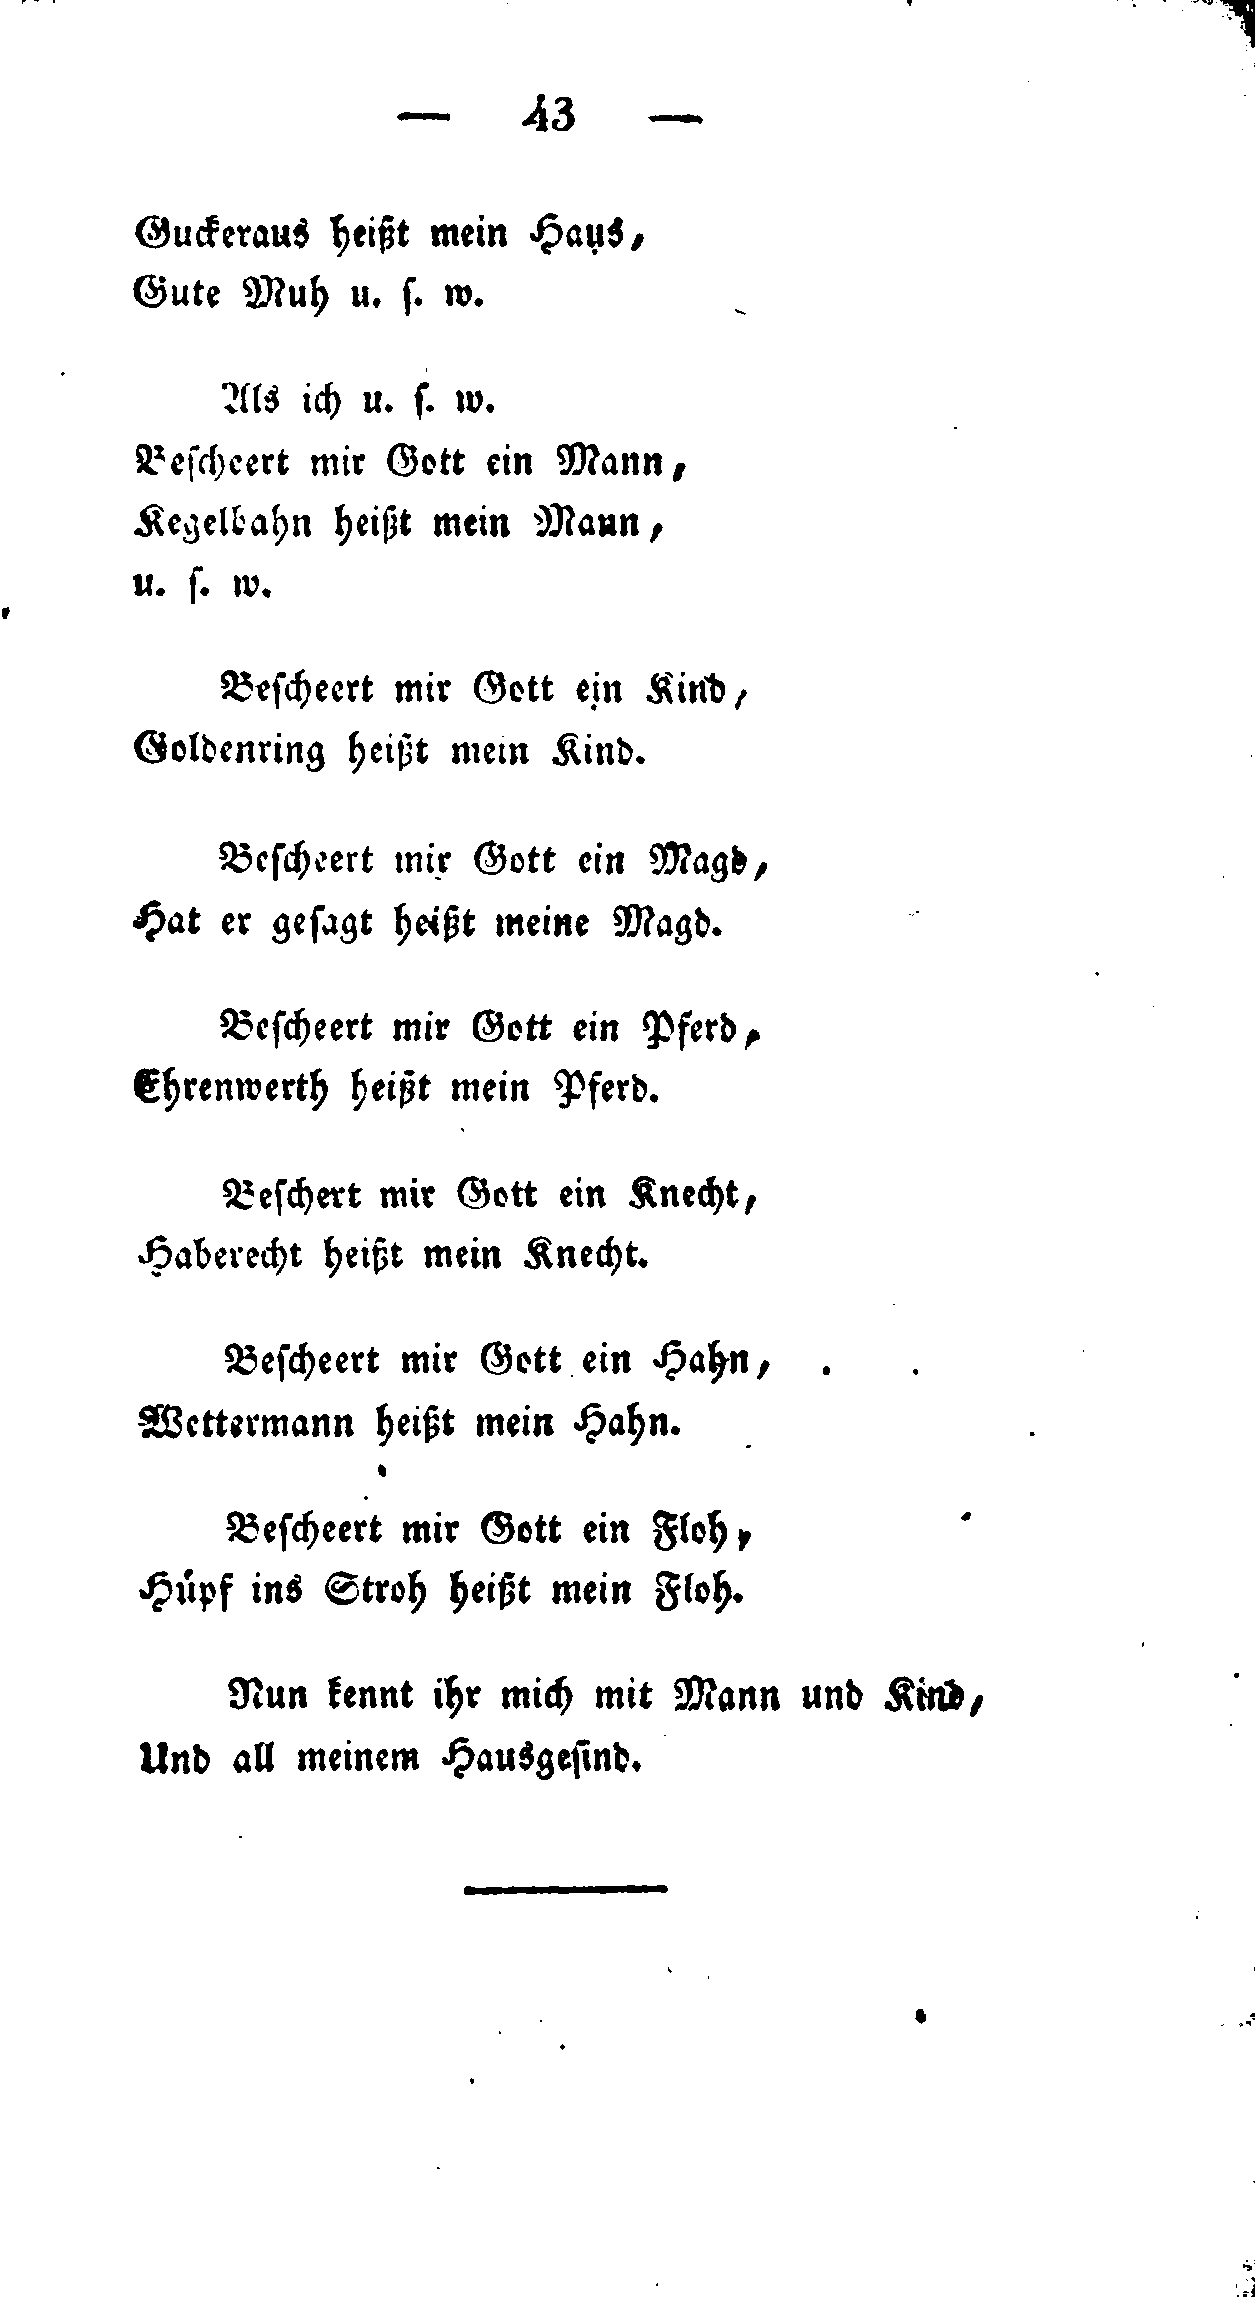 — 43 —
Guckeraus heißt mein Haus,
Gute Muh u. ſ. w.
Als ich u. ſ. w.
Beſcheert mir Gott ein Mann,
Kegelbahn heißt mein Mann,
u. ſ. w.
Beſcheert mir Gott ein Kind,
Goldenring heißt mein Kind.
Beſcheert mir Gott ein Magd,
Hat er geſagt heißt meine Magd.
Beſcheert mir Gott ein Pferd,
Ehrenwerth heißt mein Pferd.
Beſchert mir Gott ein Knecht,
Haberecht heißt mein Knecht.
Beſcheert mir Gott ein Hahn,
Wettermann heißt mein Hahn.
Beſcheert mir Gott ein Floh,
Huͤpf ins Stroh heißt mein Floh.
Nun kennt ihr mich mit Mann und Kind,
Und all meinem Hausgeſind.